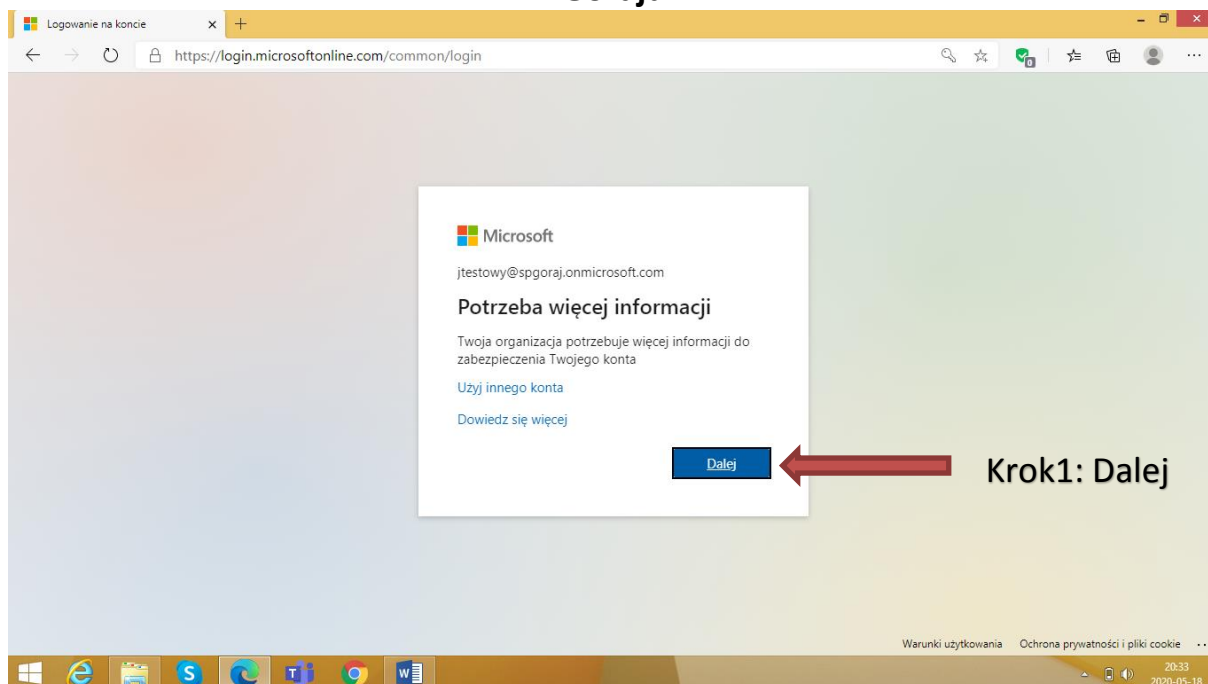 Logowanie na koncie
https://login.microsoftonline.com/common/login
0
Microsoft
jtestowy@spgoraj.onmicrosoft.com
Potrzeba więcej informacji
Twoja organizacja potrzebuje więcej informacji do
zabezpieczenia Twojego konta
Użyj innego konta
Dowiedz się więcej
Dalej
Krok1: Dalej
Warunki użytkowania Ochrona prywatności i pliki cookie
20:33
2020-05-18